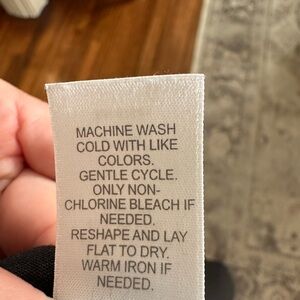 MACHINE WASH
COLD WITH LIKE
COLORS.
GENTLE CYCLE.
ONLY NON-
CHLORINE BLEACH IF
NEEDED.
RESHAPE AND LAY
FLAT TO DRY.
WARM IRON IF
NEEDED.